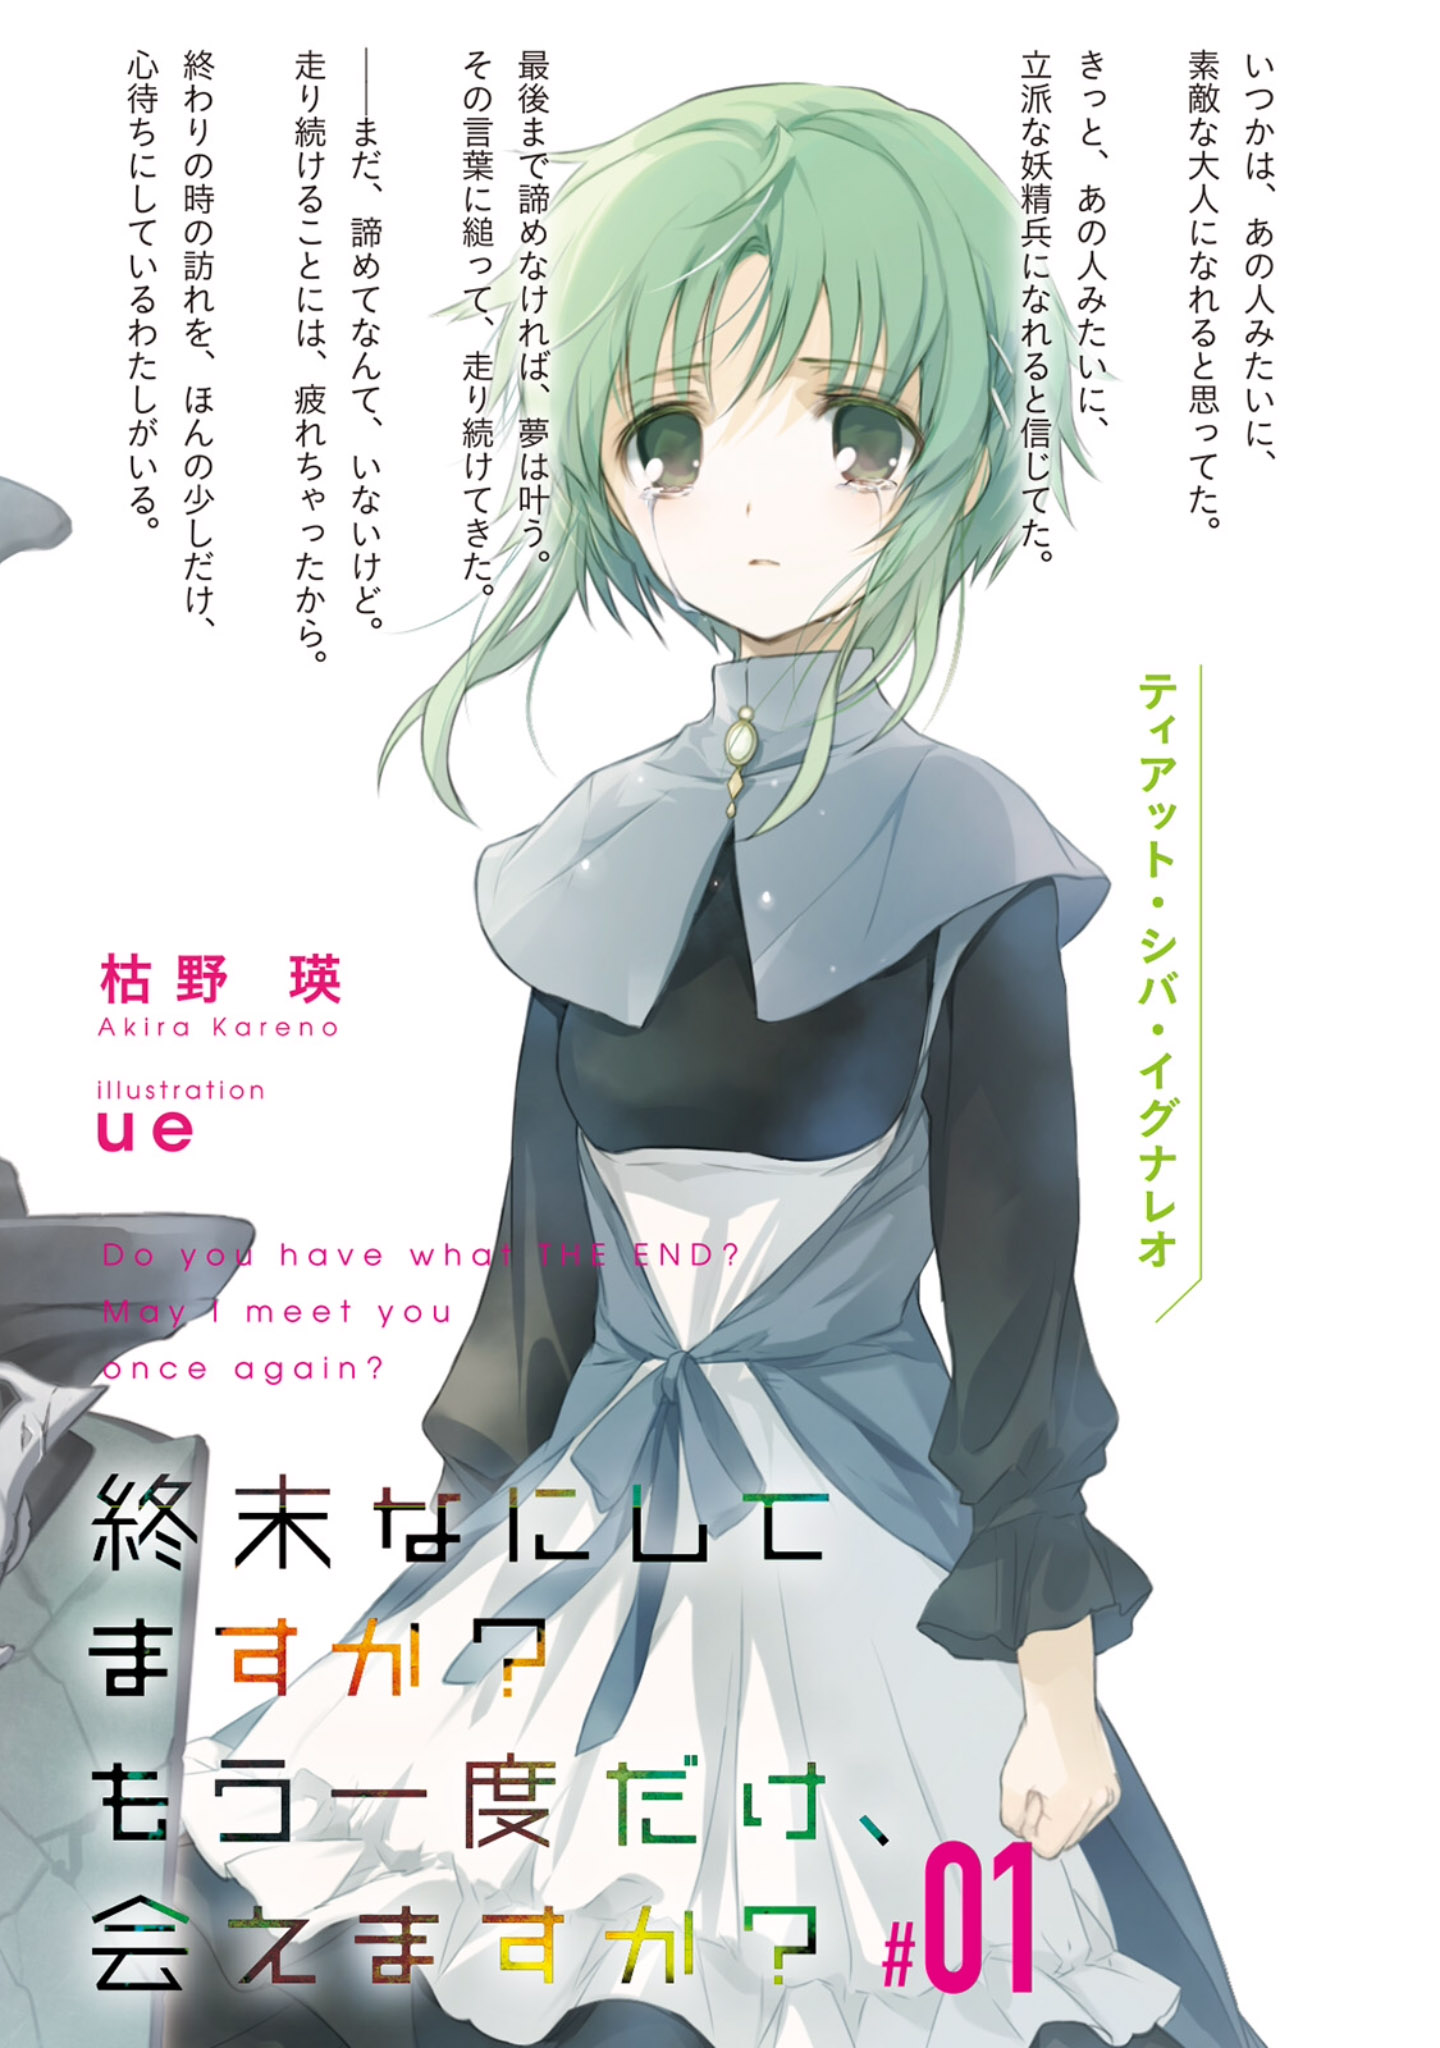 いつかは、あの人みたいに、
素敵な大人になれると思ってた。
きっと、あの人みたいに、
立派な妖精兵になれると信じてた。
最後まで諦めなければ、夢は叶う。
その言葉に縋って、走り続けてきた。
――まだ、諦めてなんて、いないけど。
走り続けることには、疲れちゃったから。
終わりの時の訪れを、ほんの少しだけ、
心待ちにしているわたしがいる。
ティアット・シバ・イグナレオ
枯野 瑛
Akira Kareno
illustration
ue
Do you have what THE END?
May I meet you
once again?
終末なにして
ますか?
もう一度だけ、
会えますか?
#01